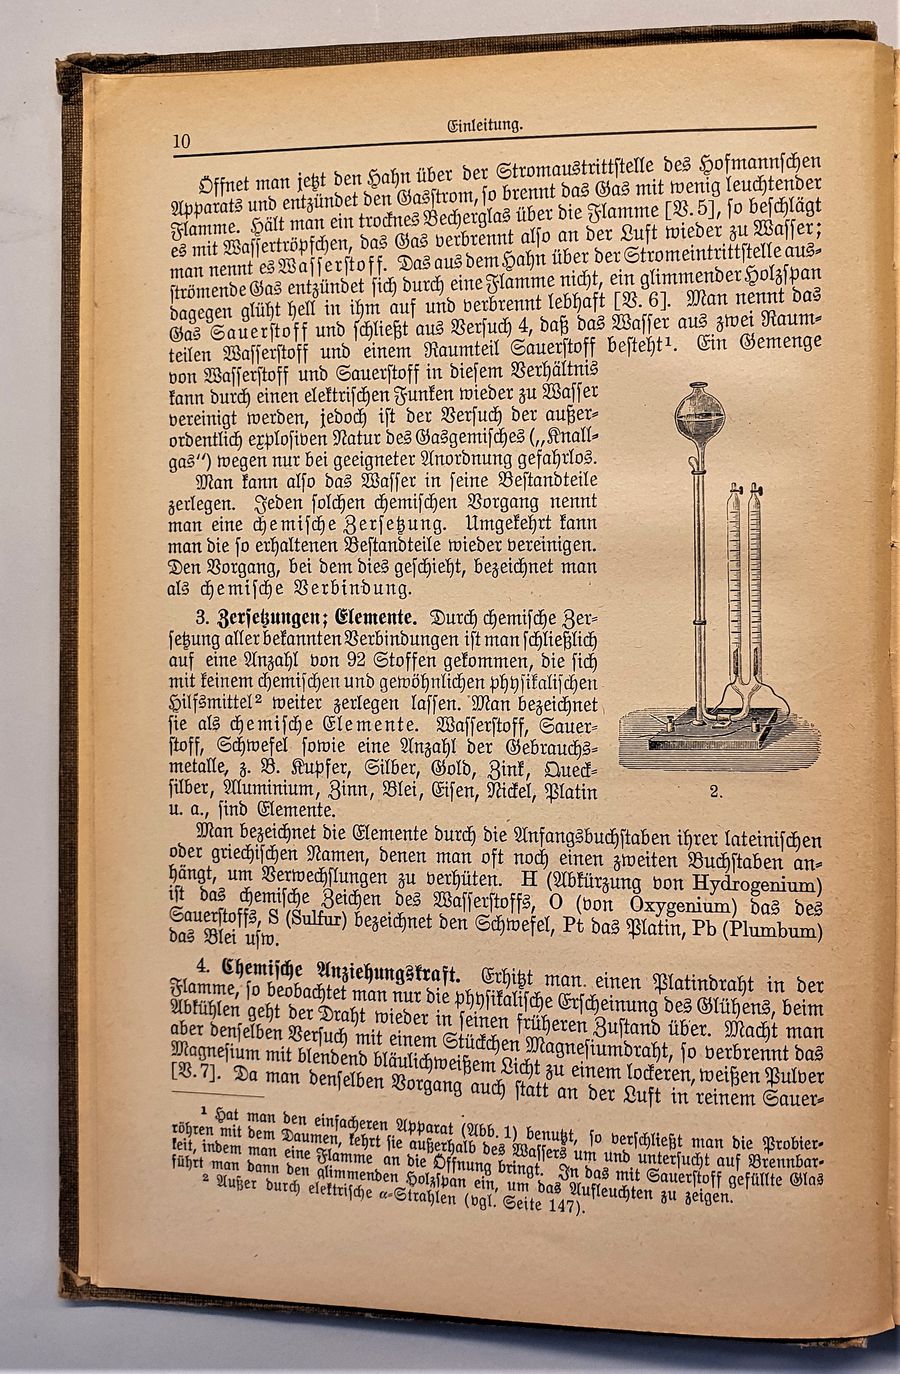 10
Einleitung.
Öffnet man jetzt den Hahn über der Stromaustrittstelle des Hofmannschen
Apparats und entzündet den Gasstrom, so brennt das Gas mit wenig leuchtender
Flamme. Hält man ein trocknes Becherglas über die Flamme [V. 5], so beschlägt
es mit Wassertröpfchen, das Gas verbrennt also an der Luft wieder zu Wasser;
man nennt es Wasserstoff. Das aus dem Hahn über der Stromeintrittstelle aus-
strömende Gas entzündet sich durch eine Flamme nicht, ein glimmender Holzspan
dagegen glüht hell in ihm auf und verbrennt lebhaft [V. 6]. Man nennt das
Gas Sauerstoff und schließt aus Versuch 4, daß das Wasser aus zwei Raum-
teilen Wasserstoff und einem Raumteil Sauerstoff besteht¹. Ein Gemenge
von Wasserstoff und Sauerstoff in diesem Verhältnis
kann durch einen elektrischen Funken wieder zu Wasser
vereinigt werden, jedoch ist der Versuch der außer-
ordentlich explosiven Natur des Gasgemisches („Knall-
gas“) wegen nur bei geeigneter Anordnung gefahrlos.
Man kann also das Wasser in seine Bestandteile
zerlegen. Jeden solchen chemischen Vorgang nennt
man eine chemische Zersetzung. Umgekehrt kann
man die so erhaltenen Bestandteile wieder vereinigen.
Den Vorgang, bei dem dies geschieht, bezeichnet man
als chemische Verbindung.
3. Zersetzungen; Elemente. Durch chemische Zer-
setzung aller bekannten Verbindungen ist man schließlich
auf eine Anzahl von 92 Stoffen gekommen, die sich
mit keinem chemischen und gewöhnlichen physikalischen
Hilfsmittel² weiter zerlegen lassen. Man bezeichnet
sie als chemische Elemente. Wasserstoff, Sauer-
stoff, Schwefel sowie eine Anzahl der Gebrauchs-
metalle, z. B. Kupfer, Silber, Gold, Zink, Queck-
silber, Aluminium, Zinn, Blei, Eisen, Nickel, Platin
u. a., sind Elemente.
2.
Man bezeichnet die Elemente durch die Anfangsbuchstaben ihrer lateinischen
oder griechischen Namen, denen man oft noch einen zweiten Buchstaben an-
hängt, um Verwechslungen zu verhüten. H (Abkürzung von Hydrogenium)
ist das chemische Zeichen des Wasserstoffs, O (von Oxygenium) das des
Sauerstoffs, S (Sulfur) bezeichnet den Schwefel, Pt das Platin, Pb (Plumbum)
das Blei usw.
4. Chemische Anziehungskraft. Erhitzt man einen Platindraht in der
Flamme, so beobachtet man nur die physikalische Erscheinung des Glühens, beim
Abkühlen geht der Draht wieder in seinen früheren Zustand über. Macht man
aber denselben Versuch mit einem Stückchen Magnesiumdraht, so verbrennt das
Magnesium mit blendend bläulichweißem Licht zu einem lockeren, weißen Pulver
[V. 7]. Da man denselben Vorgang auch statt an der Luft in reinem Sauer-
¹ Hat man den einfacheren Apparat (Abb. 1) benutzt, so verschließt man die Probier-
röhren mit dem Daumen, kehrt sie außerhalb des Wassers um und untersucht auf Brennbar-
keit, indem man eine Flamme an die Öffnung bringt. In das mit Sauerstoff gefüllte Glas
führt man dann den glimmenden Holzspan ein, um das Aufleuchten zu zeigen.
² Außer durch elektrische α-Strahlen (vgl. Seite 147).